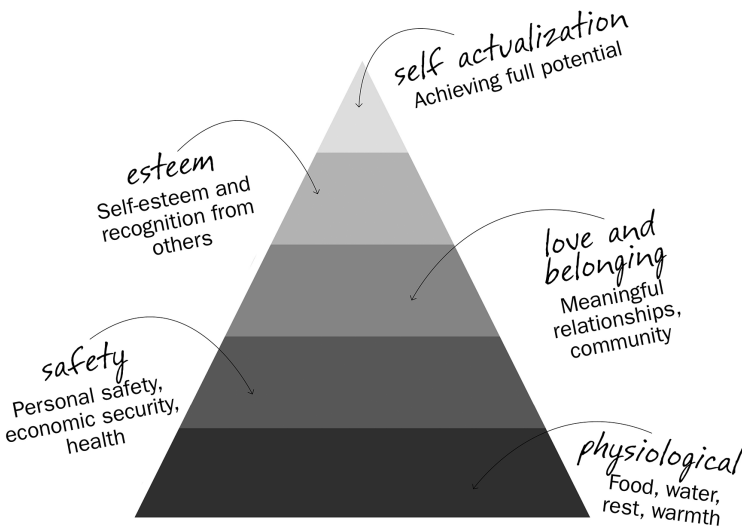 self actualization
Achieving full potential
esteem
Self-esteem and
recognition from
others
love and
belonging
Meaningful
relationships,
community
safety
Personal safety,
economic security,
health
physiological
Food, water,
rest, warmth